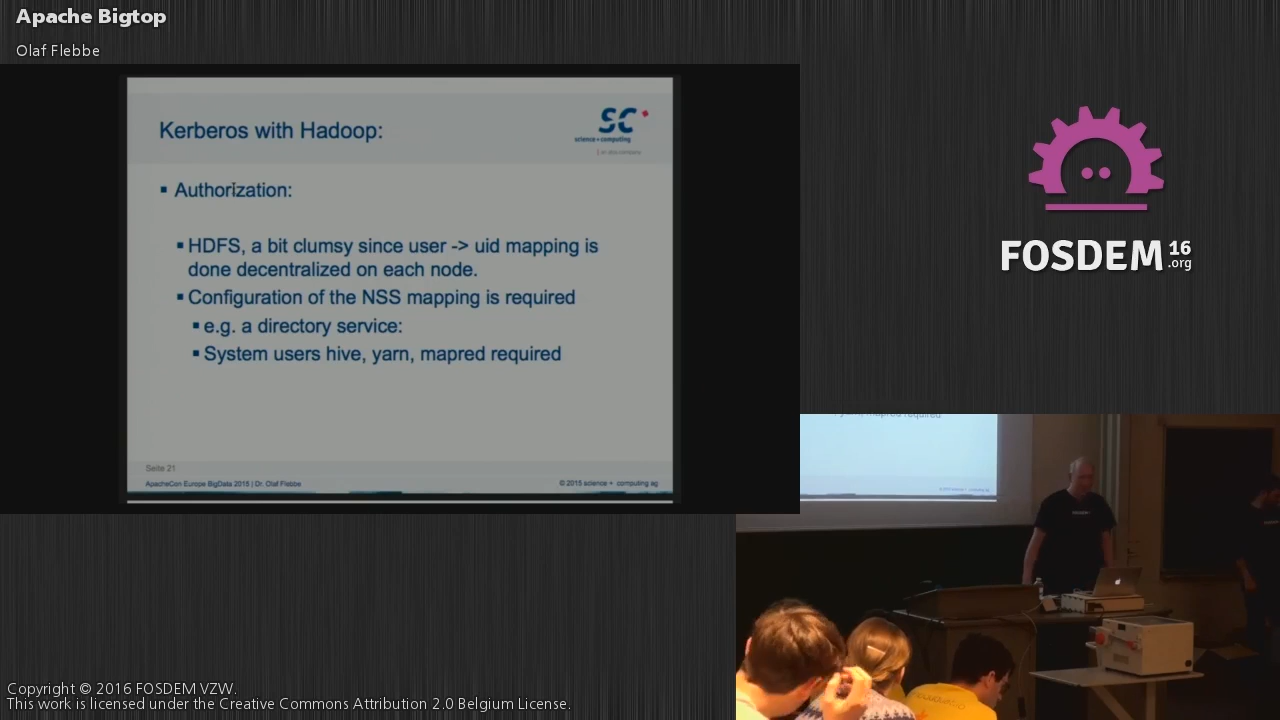 Apache Bigtop
Olaf Flebbe
Kerberos with Hadoop:
SC
science + computing
▪ Authorization:
▪ HDFS, a bit clumsy since user -> uid mapping is
done decentralized on each node.
▪ Configuration of the NSS mapping is required
▪ e.g. a directory service:
▪ System users hive, yarn, mapred required
Seite 21
ApacheCon Europe BigData 2015 | Dr. Olaf Flebbe
© 2015 science + computing ag
FOSDEM 16
.org
mapred required
FOSDEM
Copyright © 2016 FOSDEM VZW.
This work is licensed under the Creative Commons Attribution 2.0 Belgium License.